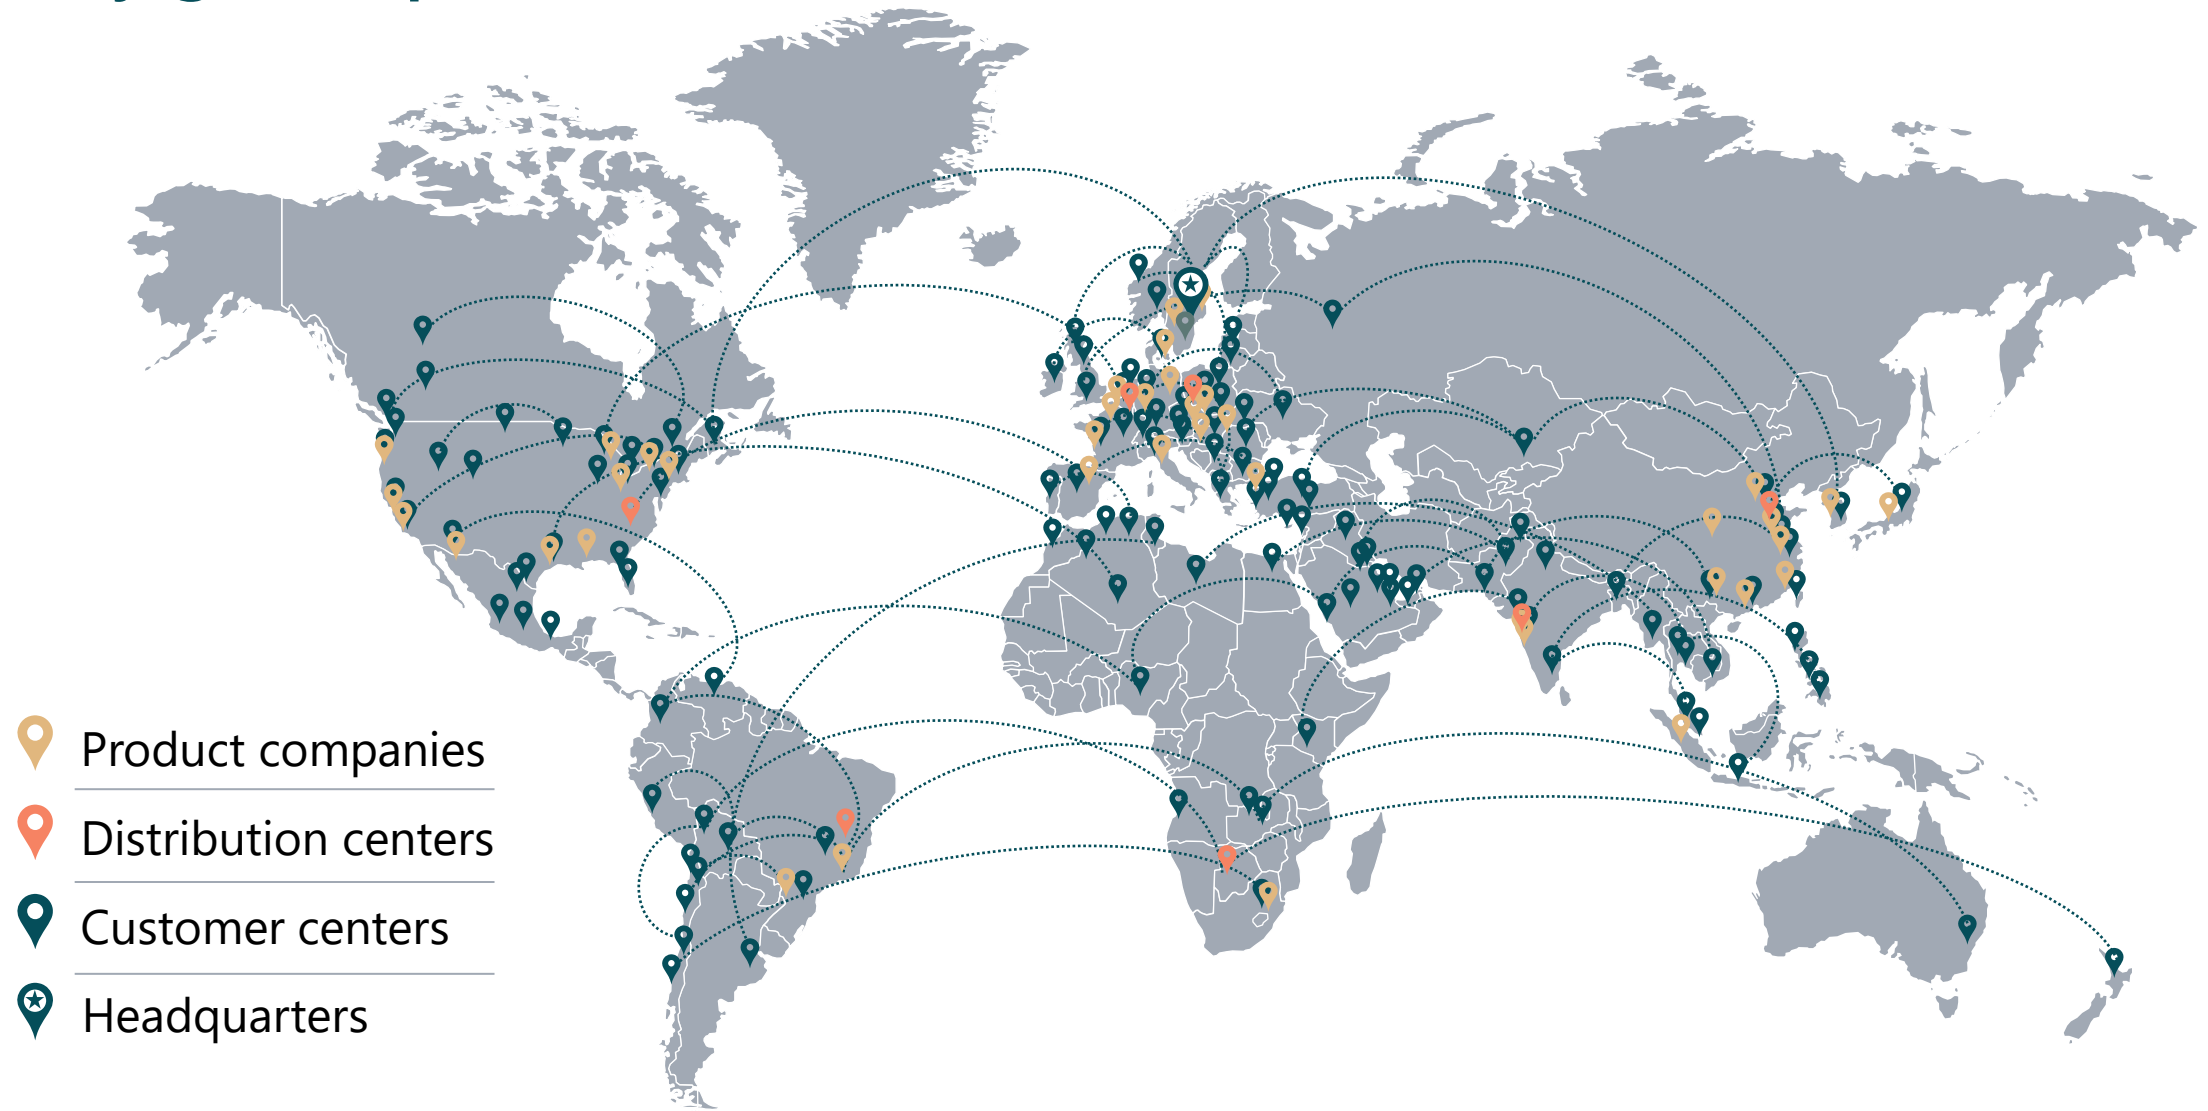 Product companies
Distribution centers
Customer centers
Headquarters